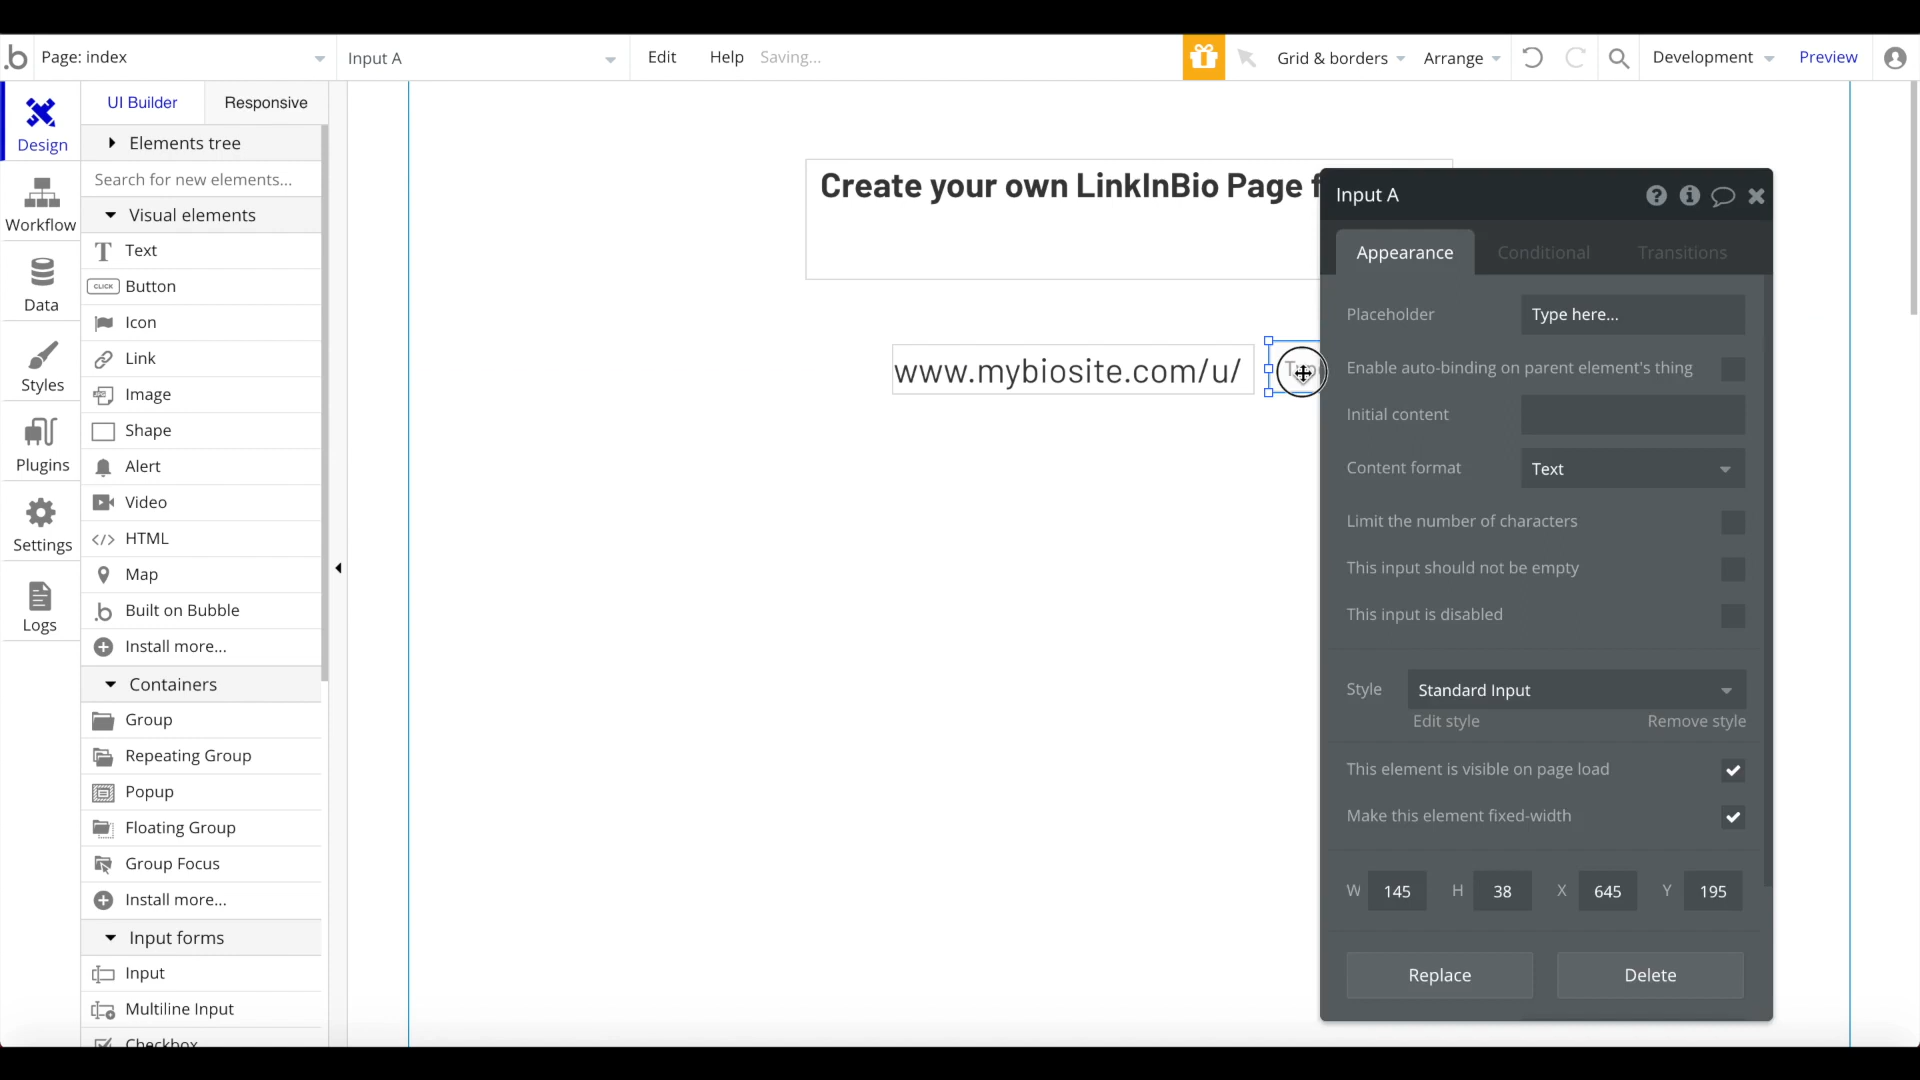 .b Page: index
Input A
Edit
Help
Saving...
Grid & borders
Arrange
Development
Preview
Design
Workflow
Data
Styles
Plugins
Settings
Logs
UI Builder
Responsive
Elements tree
Search for new elements...
Visual elements
Text
CLICK Button
Icon
Link
Image
Shape
Alert
Video
</> HTML
Map
.b Built on Bubble
Install more...
Containers
Group
Repeating Group
Popup
Floating Group
Group Focus
Install more...
Input forms
Input
Multiline Input
Checkbox
Create your own LinkInBio Page f
www.mybiosite.com/u/
Input A
Appearance
Conditional
Transitions
Placeholder
Type here...
Enable auto-binding on parent element's thing
Initial content
Content format
Text
Limit the number of characters
This input should not be empty
This input is disabled
Style
Standard Input
Edit style
Remove style
This element is visible on page load
Make this element fixed-width
W 145 H 38 X 645 Y 195
Replace
Delete